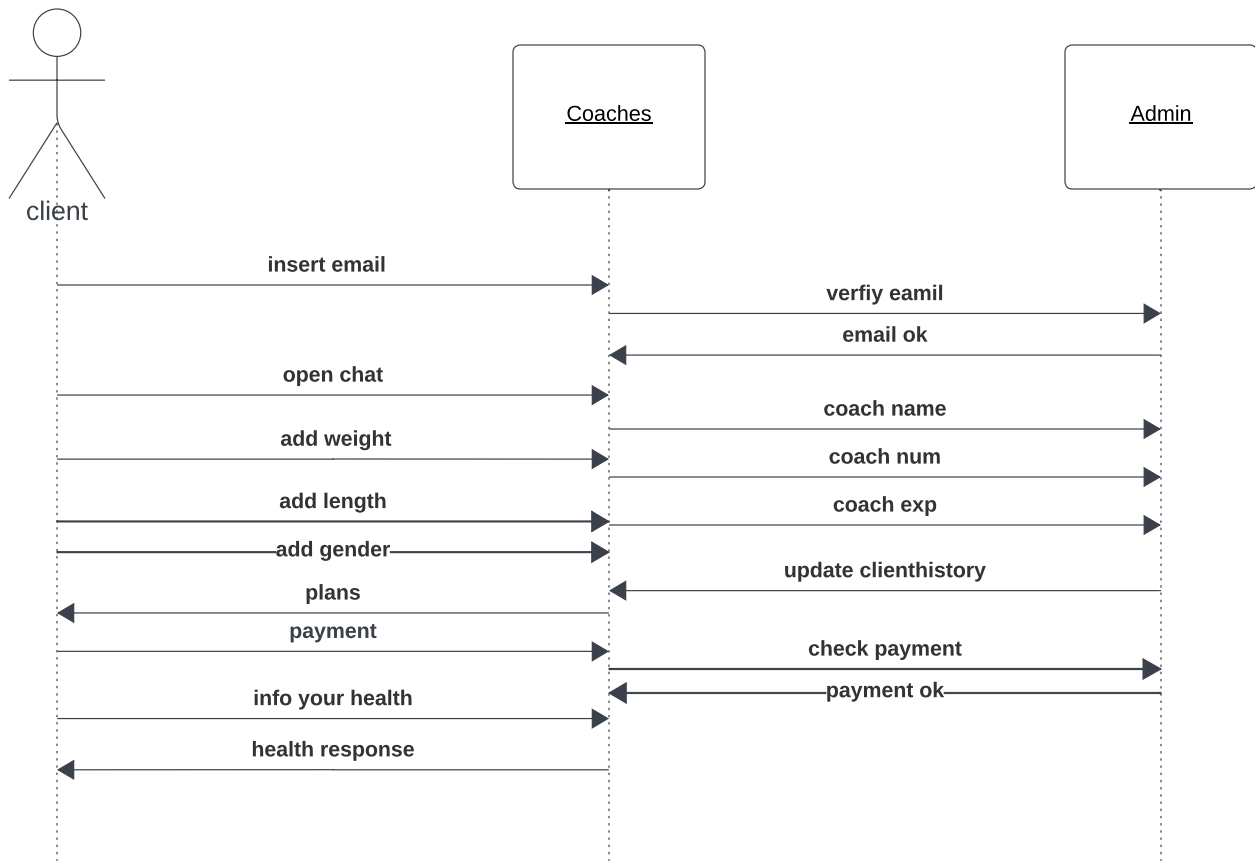 Coaches
Admin
client
insert email
verfiy eamil
email ok
open chat
coach name
add weight
coach num
add length
coach exp
add gender
update clienthistory
plans
payment
check payment
payment ok
info your health
health response